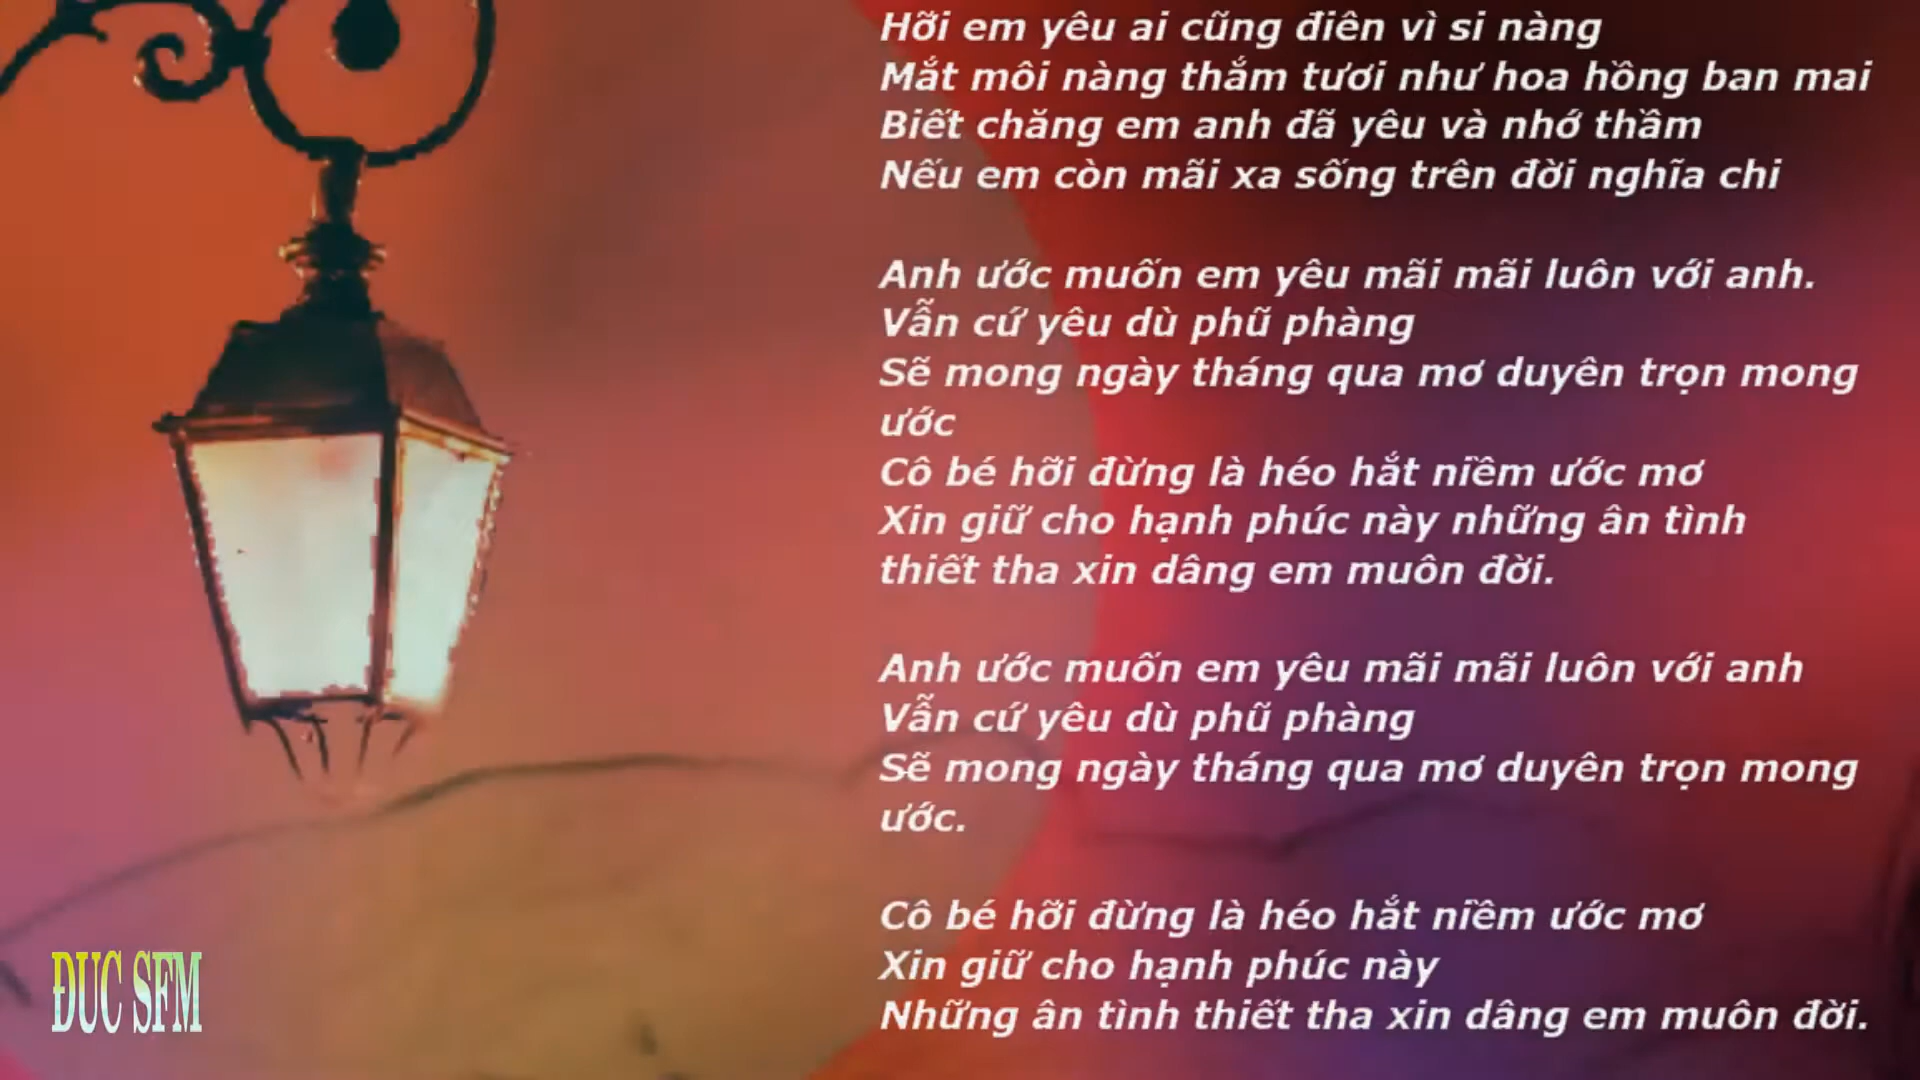 Hỡi em yêu ai cũng điên vì si nàng
Mắt môi nàng thắm tươi như hoa hồng ban mai
Biết chăng em anh đã yêu và nhớ thầm
Nếu em còn mãi xa sống trên đời nghĩa chi
Anh ước muốn em yêu mãi mãi luôn với anh.
Vẫn cứ yêu dù phũ phàng
Sẽ mong ngày tháng qua mơ duyên trọn mong
ước
Cô bé hỡi đừng là héo hắt niềm ước mơ
Xin giữ cho hạnh phúc này những ân tình
thiết tha xin dâng em muôn đời.
Anh ước muốn em yêu mãi mãi luôn với anh
Vẫn cứ yêu dù phũ phàng
Sẽ mong ngày tháng qua mơ duyên trọn mong
ước.
Cô bé hỡi đừng là héo hắt niềm ước mơ
Xin giữ cho hạnh phúc này
Những ân tình thiết tha xin dâng em muôn đời.
ĐUC SFM